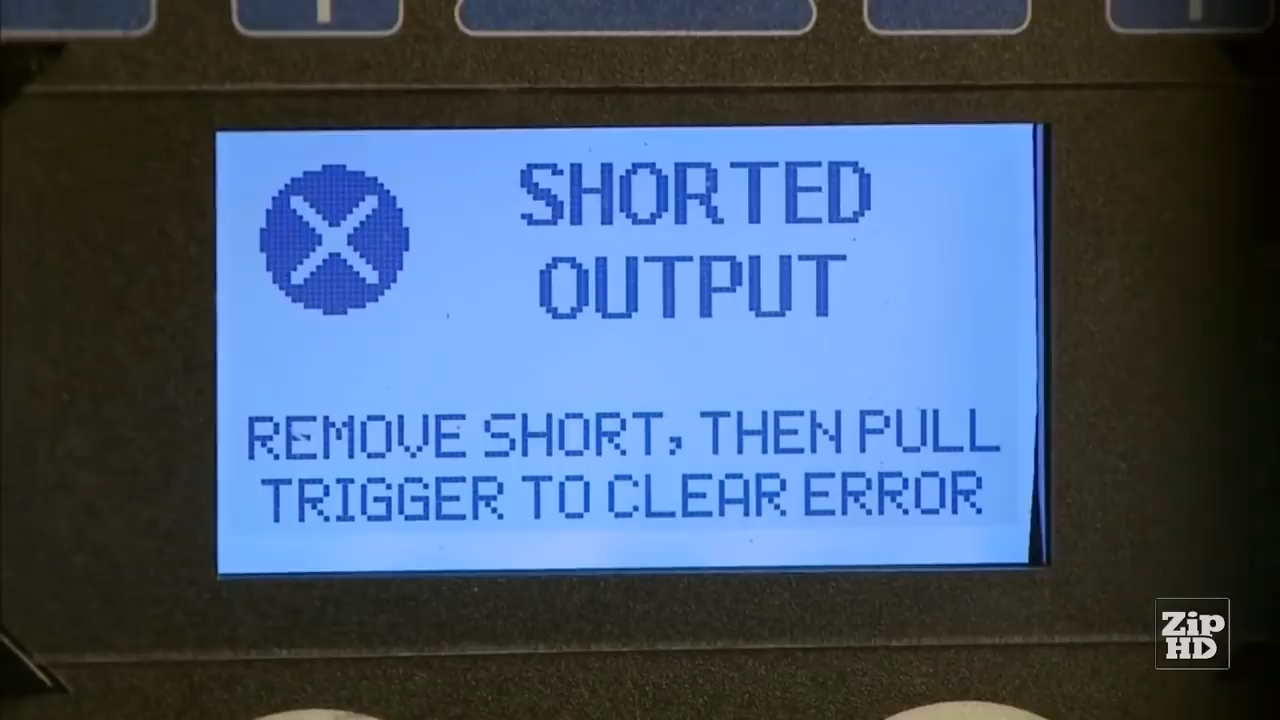 SHORTED
OUTPUT
REMOVE SHORT, THEN PULL
TRIGGER TO CLEAR ERROR
Zip
HD